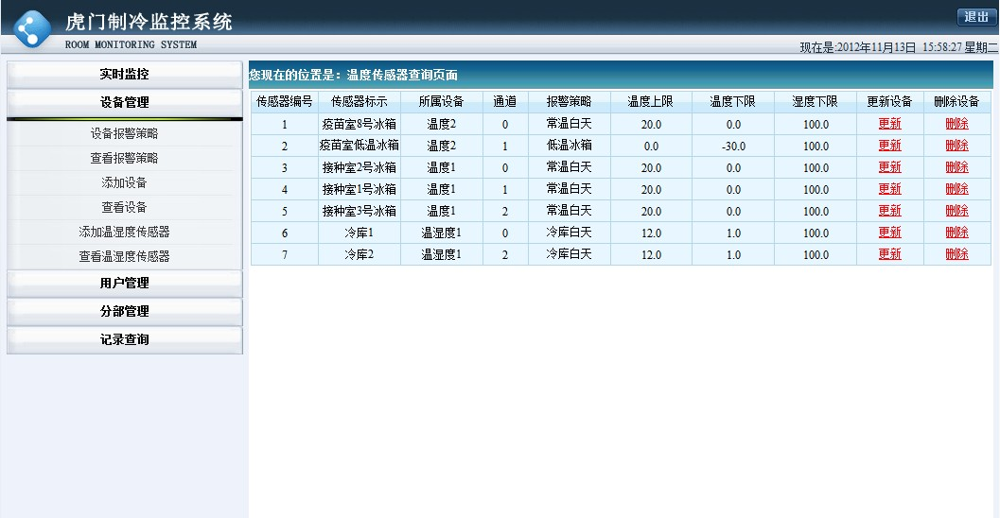 虎门制冷监控系统
退出
ROOM MONITORING SYSTEM
现在是:2012年11月13日 15:58:27 星期二
实时监控
设备管理
设备报警策略
查看报警策略
添加设备
查看设备
添加温湿度传感器
查看温湿度传感器
用户管理
分部管理
记录查询
您现在的位置是：温度传感器查询页面
传感器编号 传感器标示 所属设备 通道 报警策略 温度上限 温度下限 湿度下限 更新设备 删除设备
1 疫苗室8号冰箱 温度2 0 常温白天 20.0 0.0 100.0 更新 删除
2 疫苗室低温冰箱 温度2 1 低温冰箱 0.0 -30.0 100.0 更新 删除
3 接种室2号冰箱 温度1 0 常温白天 20.0 0.0 100.0 更新 删除
4 接种室1号冰箱 温度1 1 常温白天 20.0 0.0 100.0 更新 删除
5 接种室3号冰箱 温度1 2 常温白天 20.0 0.0 100.0 更新 删除
6 冷库1 温湿度1 0 冷库白天 12.0 1.0 100.0 更新 删除
7 冷库2 温湿度1 2 冷库白天 12.0 1.0 100.0 更新 删除